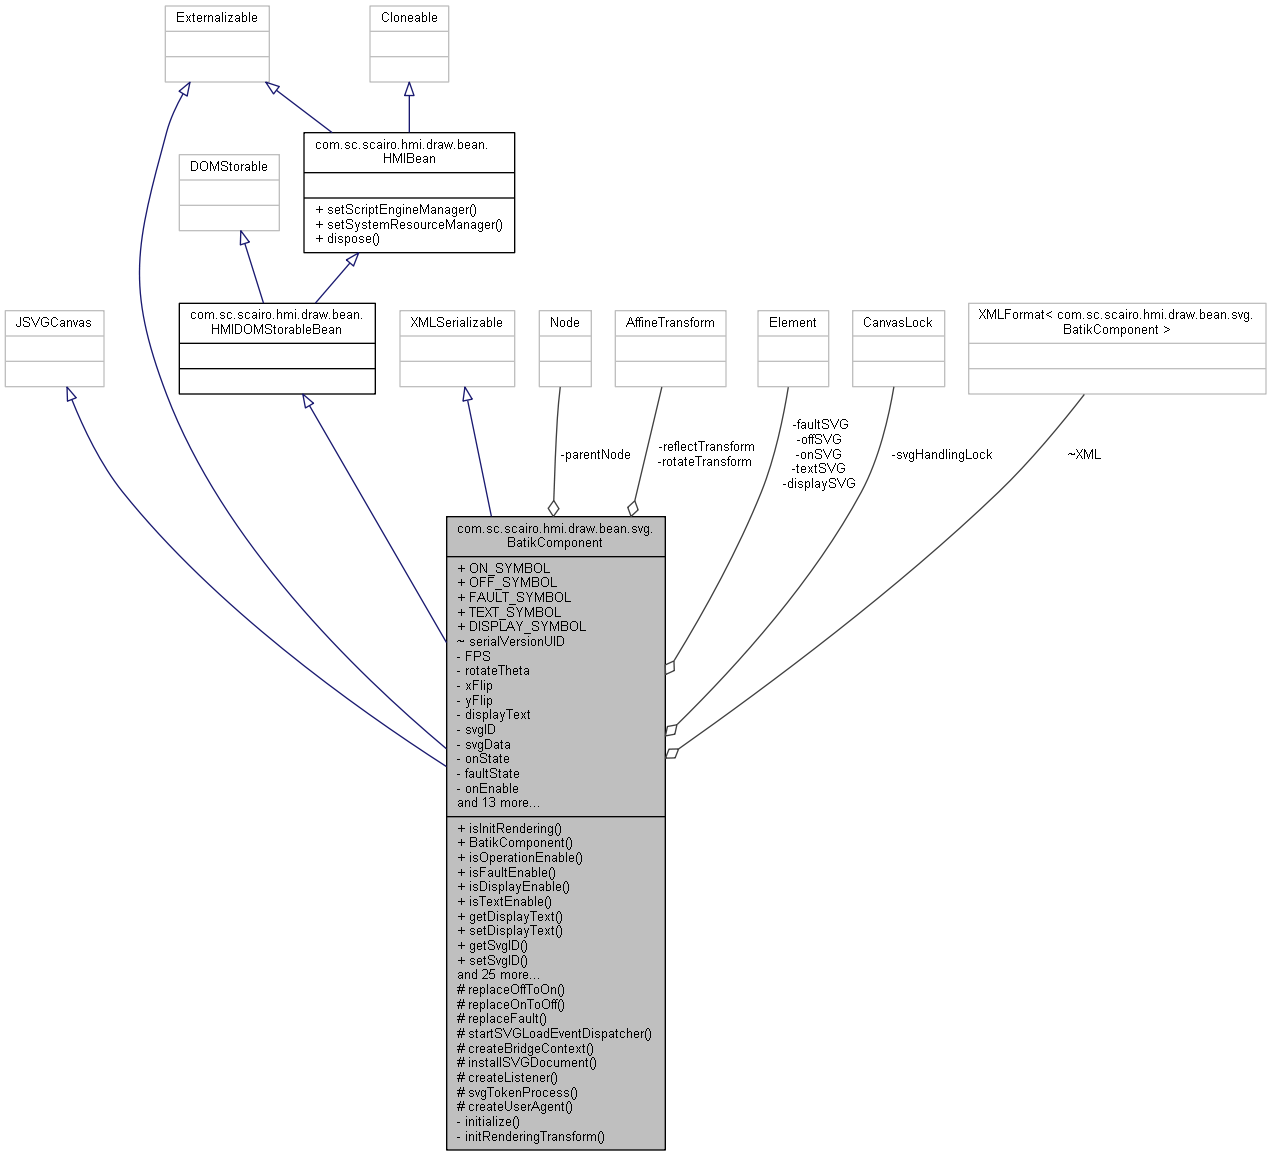 Externalizable
Cloneable
com.sc.scairo.hmi.draw.bean.
HMIBean
+ setScriptEngineManager()
+ setSystemResourceManager()
+ dispose()
DOMStorable
com.sc.scairo.hmi.draw.bean.
HMIDOMStorableBean
JSVGCanvas
XMLSerializable
Node
AffineTransform
Element
CanvasLock
XMLFormat< com.sc.scairo.hmi.draw.bean.svg.
BatikComponent >
-parentNode
-reflectTransform
-rotateTransform
-faultSVG
-offSVG
-onSVG
-textSVG
-displaySVG
-svgHandlingLock
~XML
com.sc.scairo.hmi.draw.bean.svg.
BatikComponent
+ ON_SYMBOL
+ OFF_SYMBOL
+ FAULT_SYMBOL
+ TEXT_SYMBOL
+ DISPLAY_SYMBOL
~ serialVersionUID
- FPS
- rotateTheta
- xFlip
- yFlip
- displayText
- svgID
- svgData
- onState
- faultState
- onEnable
and 13 more...
+ isInitRendering()
+ BatikComponent()
+ isOperationEnable()
+ isFaultEnable()
+ isDisplayEnable()
+ isTextEnable()
+ getDisplayText()
+ setDisplayText()
+ getSvgID()
+ setSvgID()
and 25 more...
# replaceOffToOn()
# replaceOnToOff()
# replaceFault()
# startSVGLoadEventDispatcher()
# createBridgeContext()
# installSVGDocument()
# createListener()
# svgTokenProcess()
# createUserAgent()
- initialize()
- initRenderingTransform()